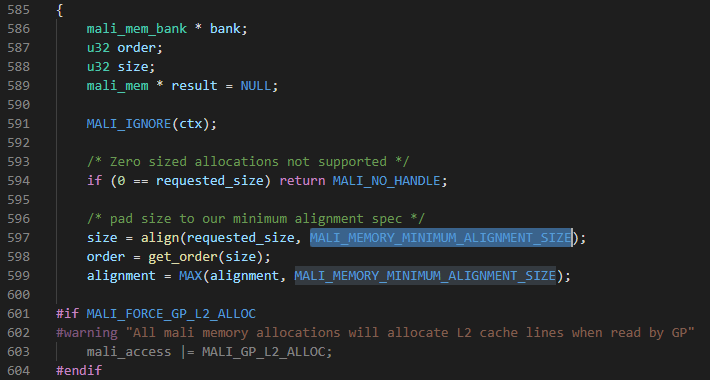 585 {
586 mali_mem_bank * bank;
587 u32 order;
588 u32 size;
589 mali_mem * result = NULL;
590
591 MALI_IGNORE(ctx);
592
593 /* Zero sized allocations not supported */
594 if (0 == requested_size) return MALI_NO_HANDLE;
595
596 /* pad size to our minimum alignment spec */
597 size = align(requested_size, MALI_MEMORY_MINIMUM_ALIGNMENT_SIZE);
598 order = get_order(size);
599 alignment = MAX(alignment, MALI_MEMORY_MINIMUM_ALIGNMENT_SIZE);
600
601 #if MALI_FORCE_GP_L2_ALLOC
602 #warning "All mali memory allocations will allocate L2 cache lines when read by GP"
603 mali_access |= MALI_GP_L2_ALLOC;
604 #endif